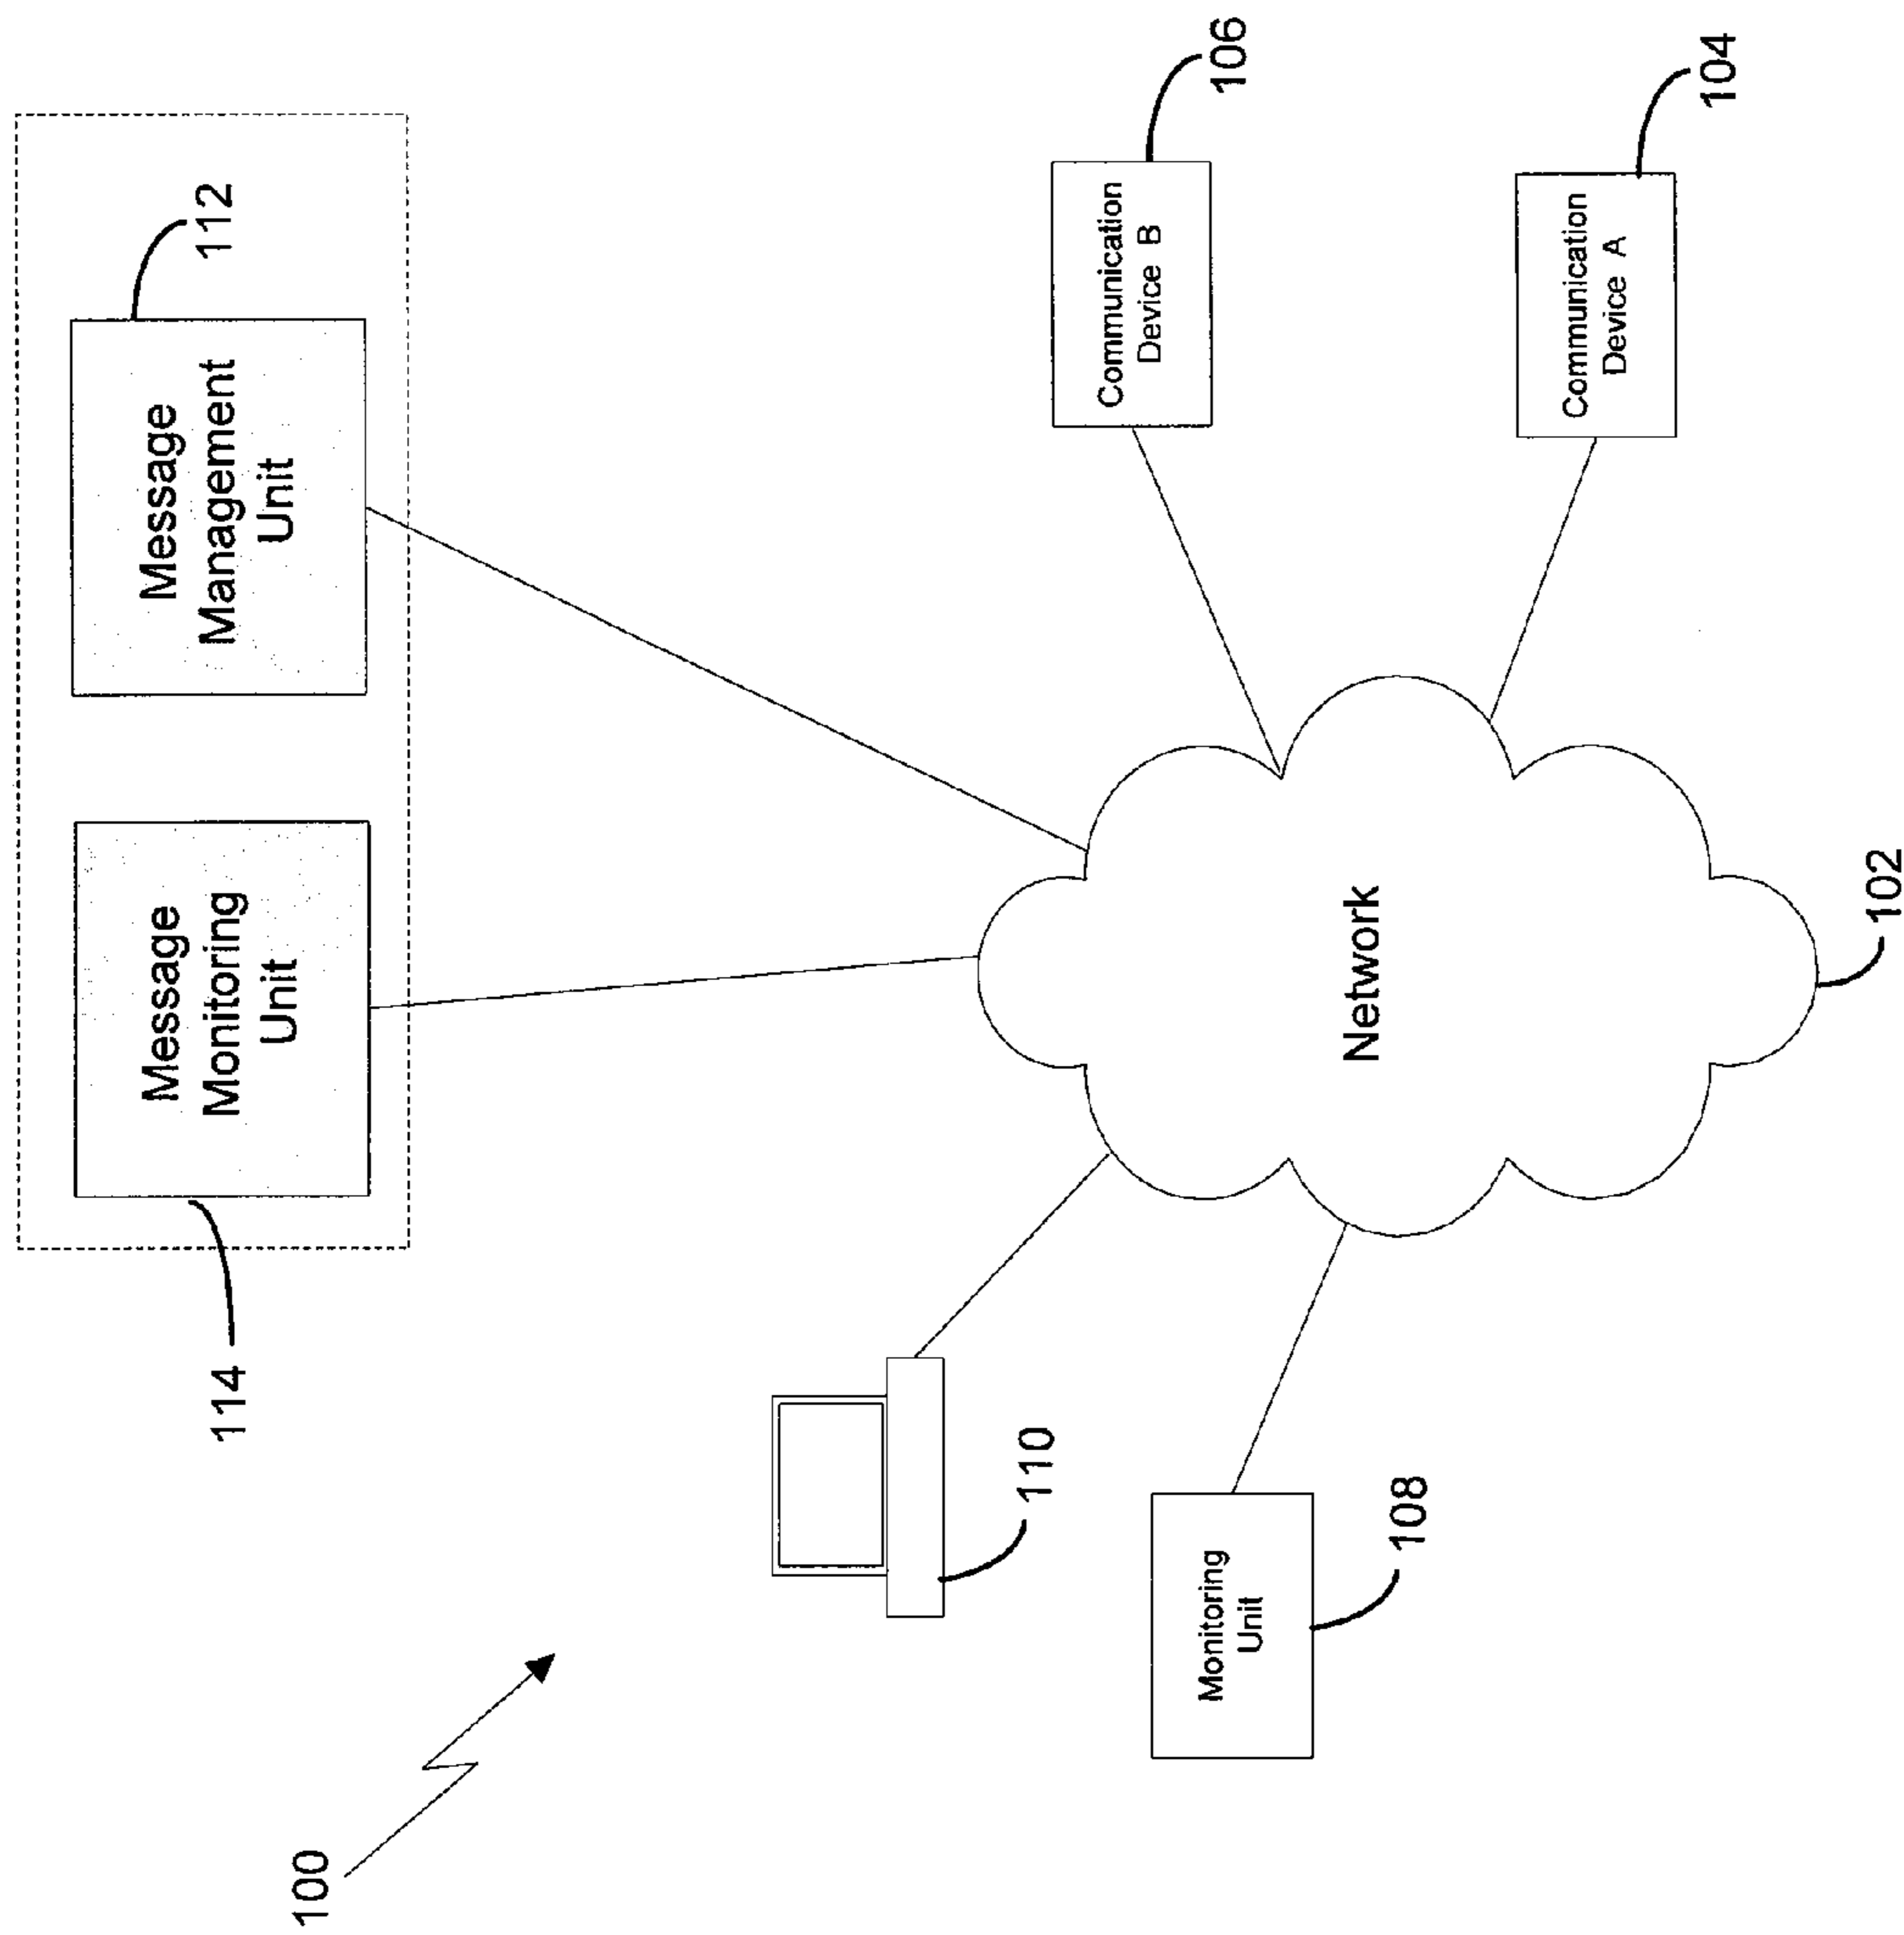 100
114
Message
Monitoring
Unit
Message
Management
Unit
112
110
Monitoring
Unit
108
Network
102
Communication
Device B
106
Communication
Device A
104